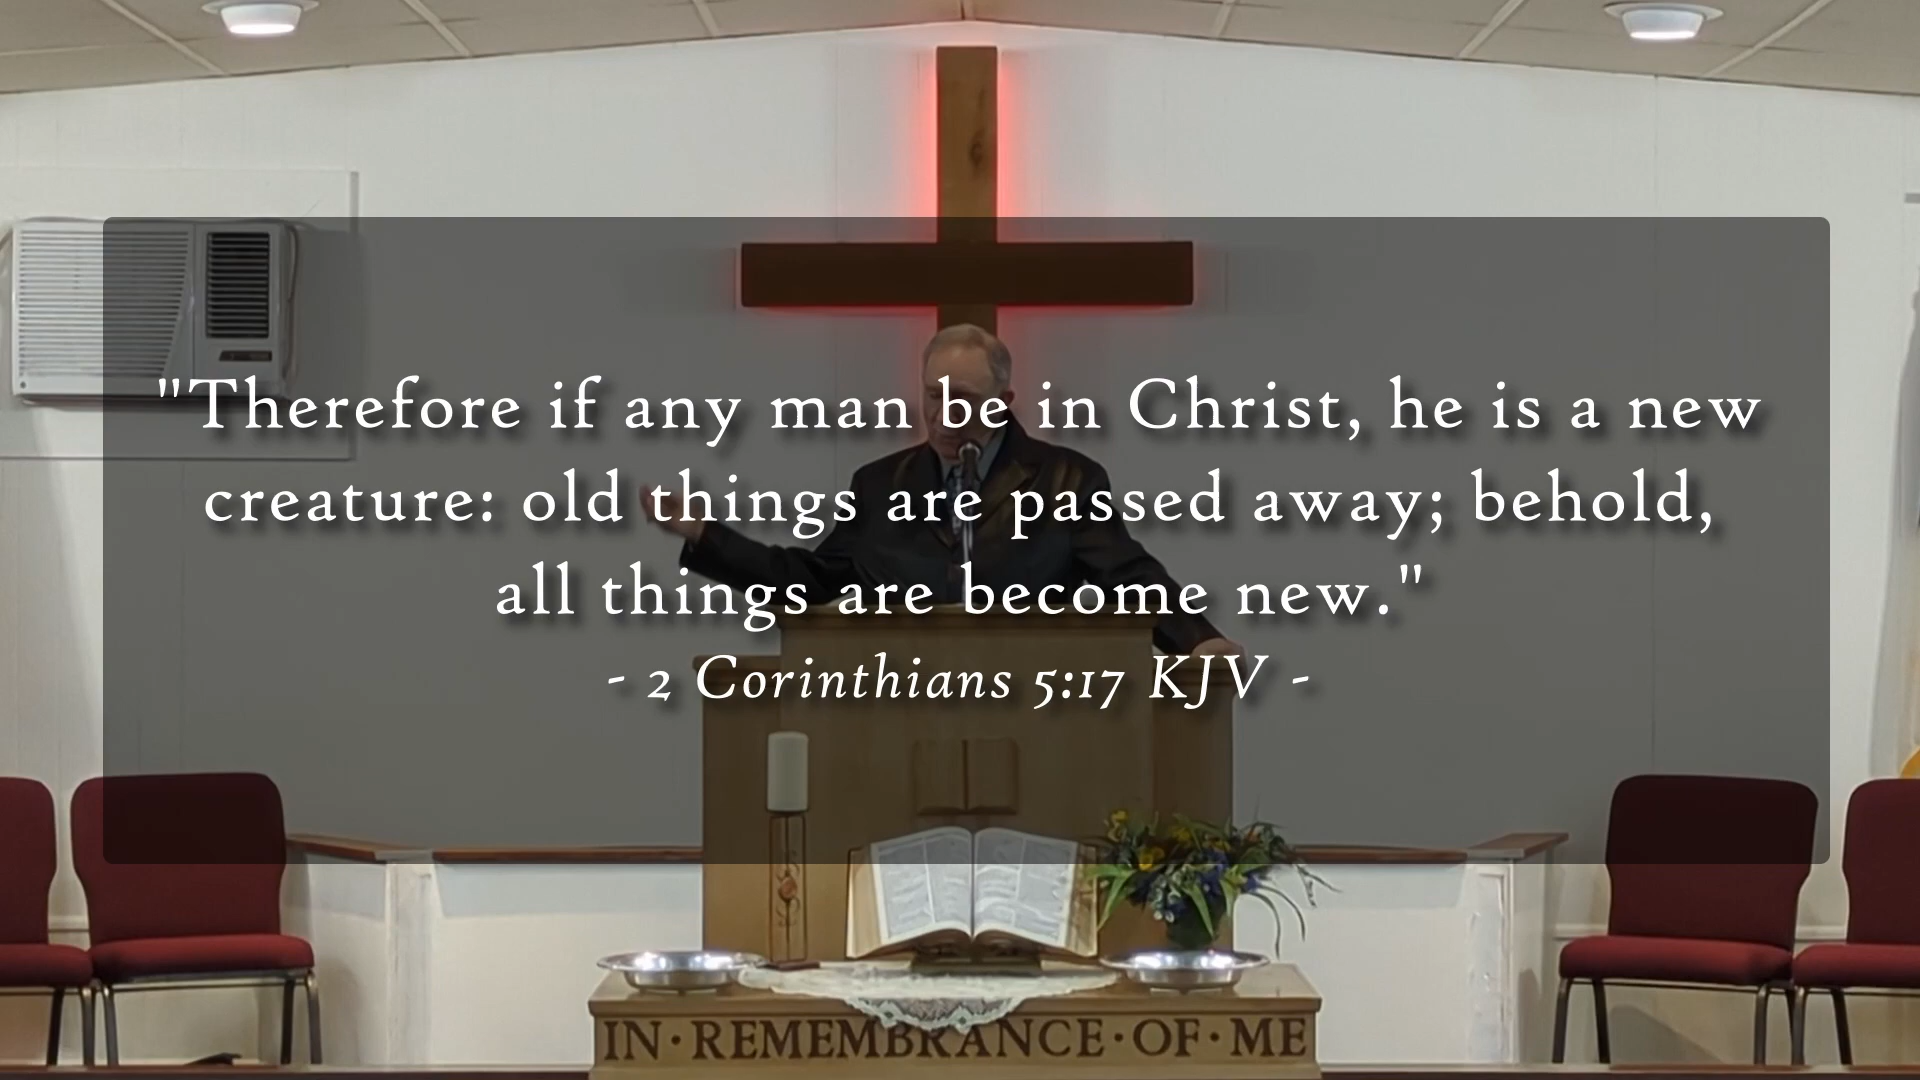 "Therefore if any man be in Christ, he is a new
creature: old things are passed away; behold,
all things are become new."
- 2 Corinthians 5:17 KJV -
IN·REMEMBRANCE·OF·ME